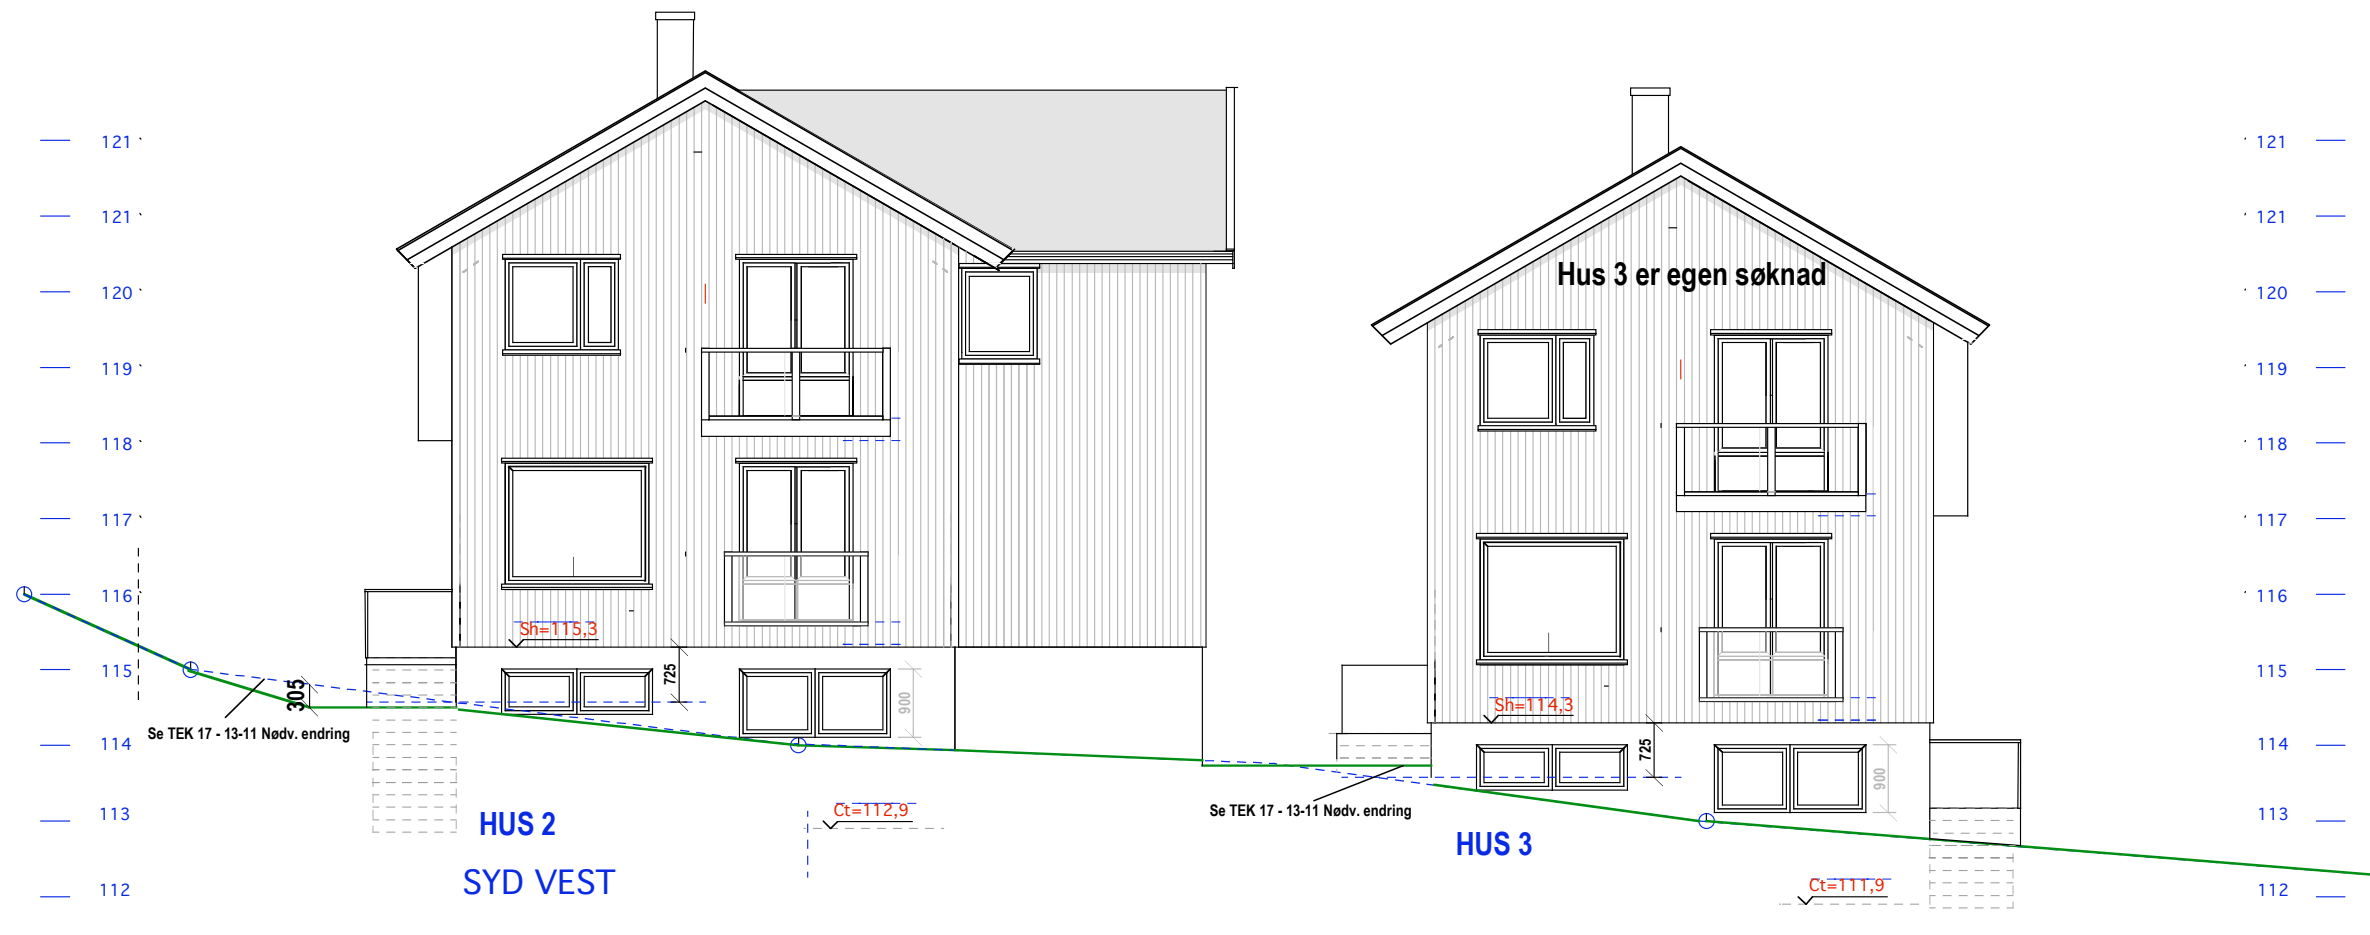 121
121
120
119
118
117
116
115
114
113
112
Sh=115,3
725
900
305
Se TEK 17 - 13-11 Nødv. endring
HUS 2
SYD VEST
Ct=112,9
Hus 3 er egen søknad
Sh=114,3
725
900
Se TEK 17 - 13-11 Nødv. endring
HUS 3
Ct=111,9
121
121
120
119
118
117
116
115
114
113
112